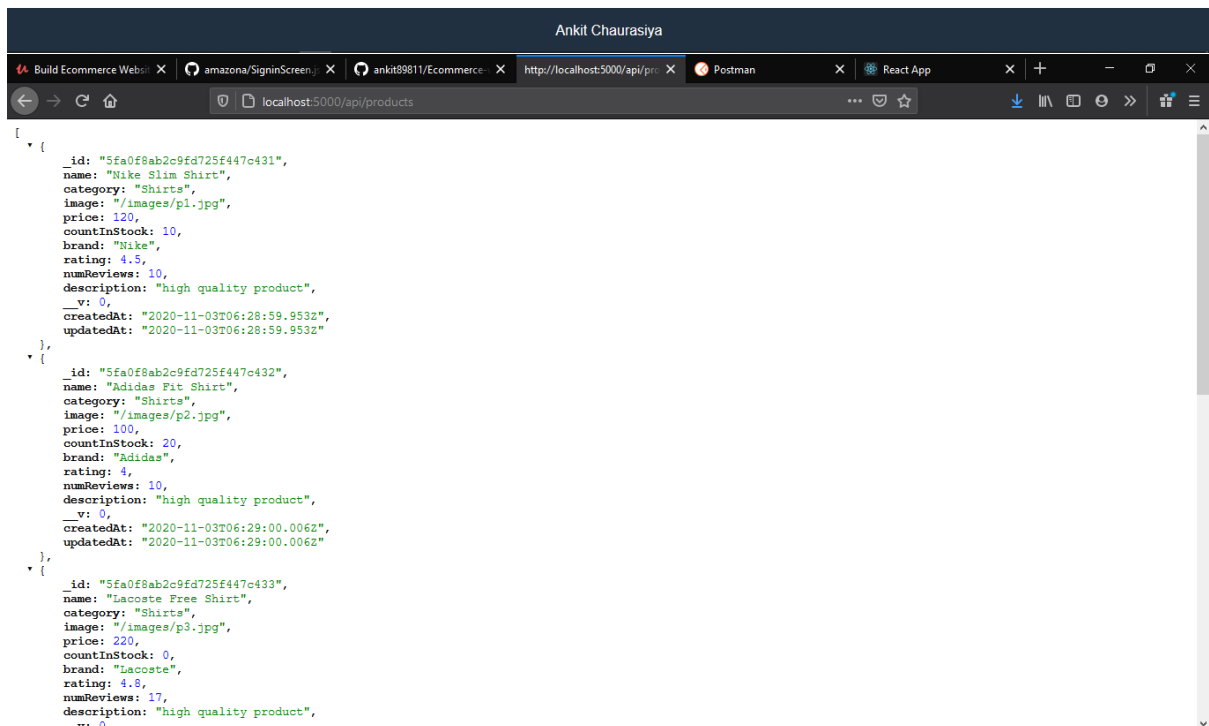 Ankit Chaurasiya
Build Ecommerce Websit
amazona/SigninScreen.js
ankit89811/Ecommerce-
http://localhost:5000/api/pro
Postman
React App
localhost:5000/api/products
[
{
_id: "5fa0f8ab2c9fd725f447c431",
name: "Nike Slim Shirt",
category: "Shirts",
image: "/images/p1.jpg",
price: 120,
countInStock: 10,
brand: "Nike",
rating: 4.5,
numReviews: 10,
description: "high quality product",
__v: 0,
createdAt: "2020-11-03T06:28:59.953Z",
updatedAt: "2020-11-03T06:28:59.953Z"
},
{
_id: "5fa0f8ab2c9fd725f447c432",
name: "Adidas Fit Shirt",
category: "Shirts",
image: "/images/p2.jpg",
price: 100,
countInStock: 20,
brand: "Adidas",
rating: 4,
numReviews: 10,
description: "high quality product",
__v: 0,
createdAt: "2020-11-03T06:29:00.006Z",
updatedAt: "2020-11-03T06:29:00.006Z"
},
{
_id: "5fa0f8ab2c9fd725f447c433",
name: "Lacoste Free Shirt",
category: "Shirts",
image: "/images/p3.jpg",
price: 220,
countInStock: 0,
brand: "Lacoste",
rating: 4.8,
numReviews: 17,
description: "high quality product",